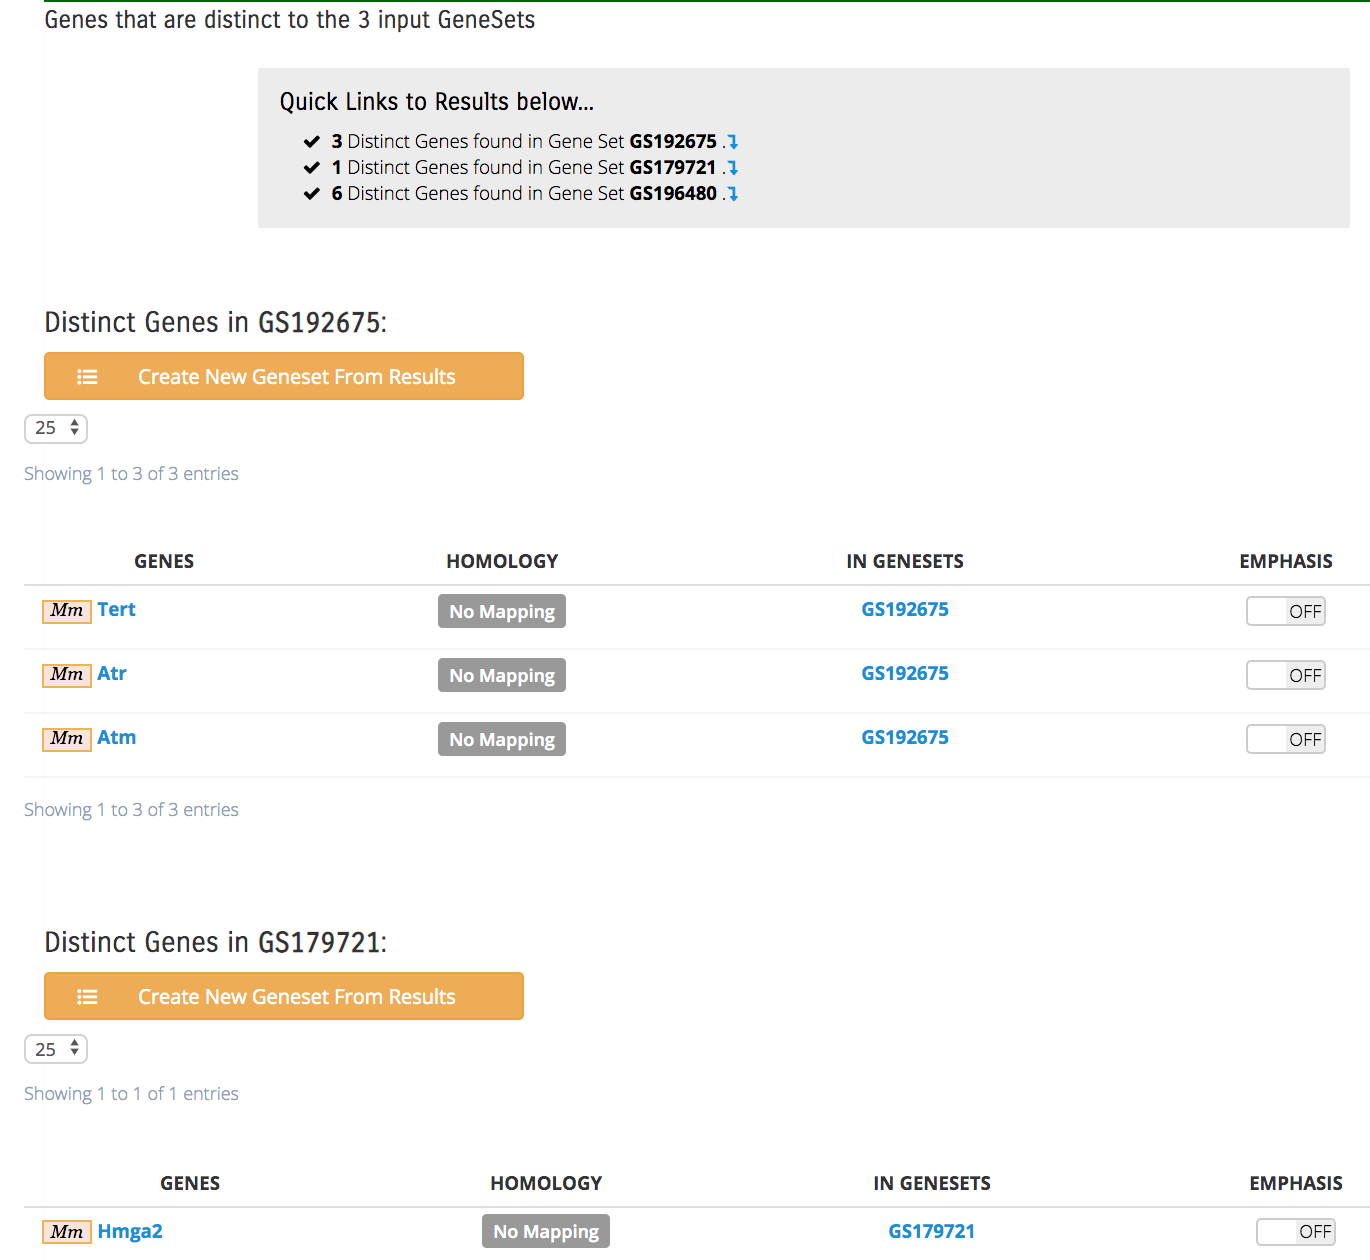 Genes that are distinct to the 3 input GeneSets
Quick Links to Results below...
✔ 3 Distinct Genes found in Gene Set GS192675 .
✔ 1 Distinct Genes found in Gene Set GS179721 .
✔ 6 Distinct Genes found in Gene Set GS196480 .
Distinct Genes in GS192675:
Create New Geneset From Results
25
Showing 1 to 3 of 3 entries
GENES HOMOLOGY IN GENESETS EMPHASIS
Mm Tert No Mapping GS192675 OFF
Mm Atr No Mapping GS192675 OFF
Mm Atm No Mapping GS192675 OFF
Showing 1 to 3 of 3 entries
Distinct Genes in GS179721:
Create New Geneset From Results
25
Showing 1 to 1 of 1 entries
GENES HOMOLOGY IN GENESETS EMPHASIS
Mm Hmga2 No Mapping GS179721 OFF